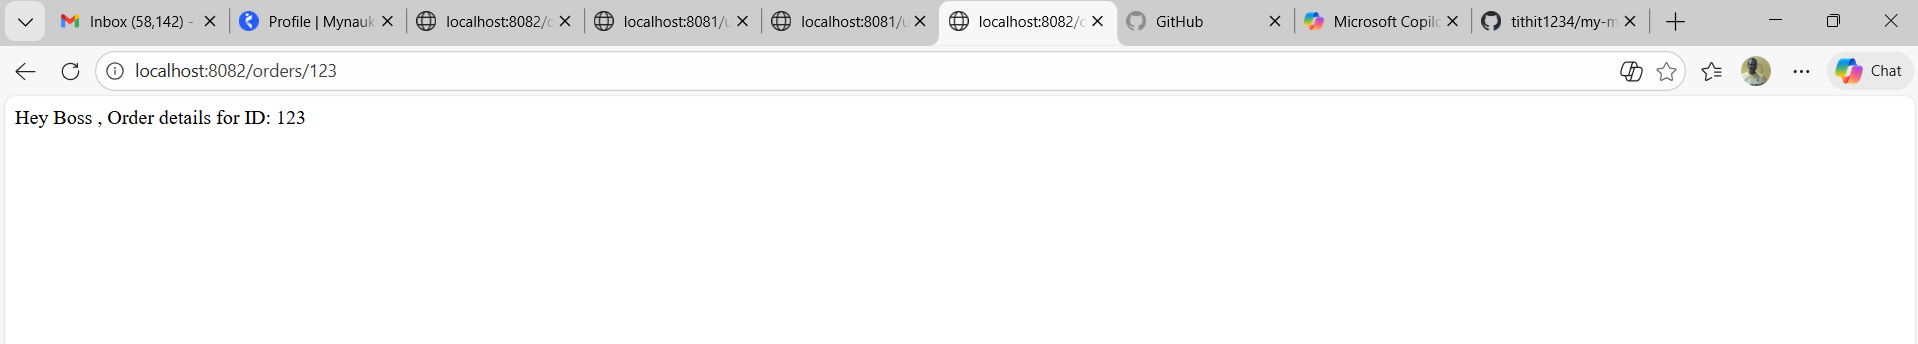 Inbox (58,142) -
Profile | Mynauk
localhost:8082/o
localhost:8081/u
localhost:8081/u
localhost:8082/o
GitHub
Microsoft Copilo
tithit1234/my-m
localhost:8082/orders/123
Chat
Hey Boss , Order details for ID: 123